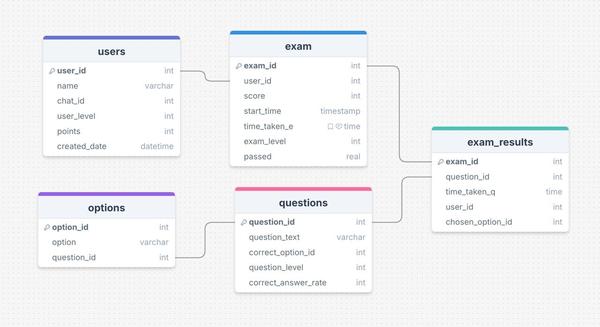 users
user_id int
name varchar
chat_id int
user_level int
points int
created_date datetime
exam
exam_id int
user_id int
score int
start_time timestamp
time_taken_e time
exam_level int
passed real
exam_results
exam_id int
question_id int
time_taken_q time
user_id int
chosen_option_id int
options
option_id int
option varchar
question_id int
questions
question_id int
question_text varchar
correct_option_id int
question_level int
correct_answer_rate int